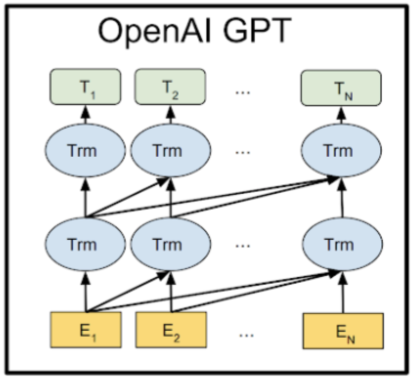 OpenAI GPT
T1 T2 ... TN
Trm Trm ... Trm
Trm Trm ... Trm
E1 E2 ... EN